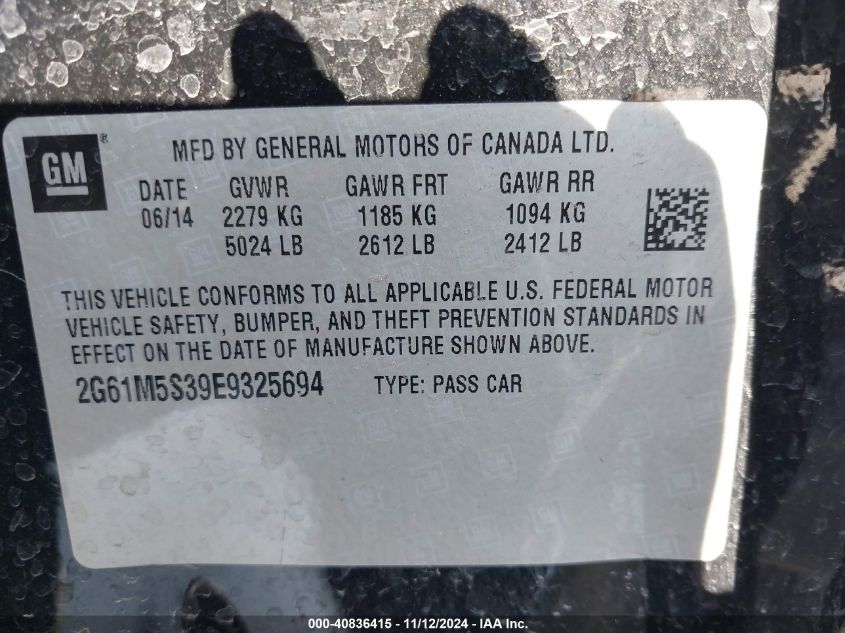 GM®
MFD BY GENERAL MOTORS OF CANADA LTD.
DATE GVWR GAWR FRT GAWR RR
06/14 2279 KG 1185 KG 1094 KG
5024 LB 2612 LB 2412 LB
THIS VEHICLE CONFORMS TO ALL APPLICABLE U.S. FEDERAL MOTOR
VEHICLE SAFETY, BUMPER, AND THEFT PREVENTION STANDARDS IN
EFFECT ON THE DATE OF MANUFACTURE SHOWN ABOVE.
2G61M5S39E9325694 TYPE: PASS CAR
000-40836415 - 11/12/2024 - IAA Inc.